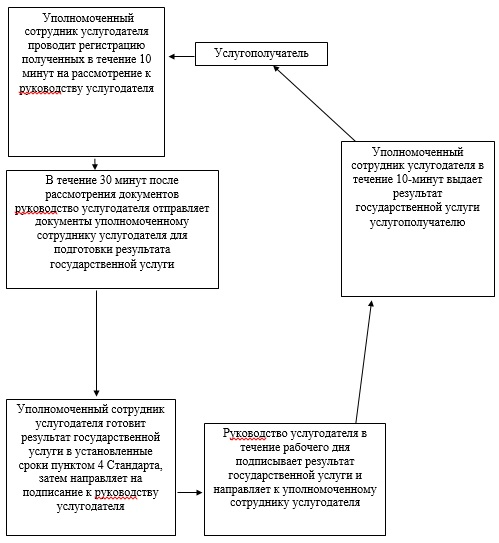 Уполномоченный
сотрудник услугодателя
проводит регистрацию
полученных в течение 10
минут на рассмотрение к
руководству услугодателя
Услугополучатель
В течение 30 минут после
рассмотрения документов
руководство услугодателя отправляет
документы уполномоченному
сотруднику услугодателя для
подготовки результата
государственной услуги
Уполномоченный сотрудник
услугодателя готовит
результат государственной
услуги в установленные
сроки пунктом 4 Стандарта,
затем направляет на
подписание к руководству
услугодателя
Руководство услугодателя в
течение рабочего дня
подписывает результат
государственной услуги и
направляет к уполномоченному
сотруднику услугодателя
Уполномоченный
сотрудник услугодателя в
течение 10-минут выдает
результат
государственной услуги
услугополучателю